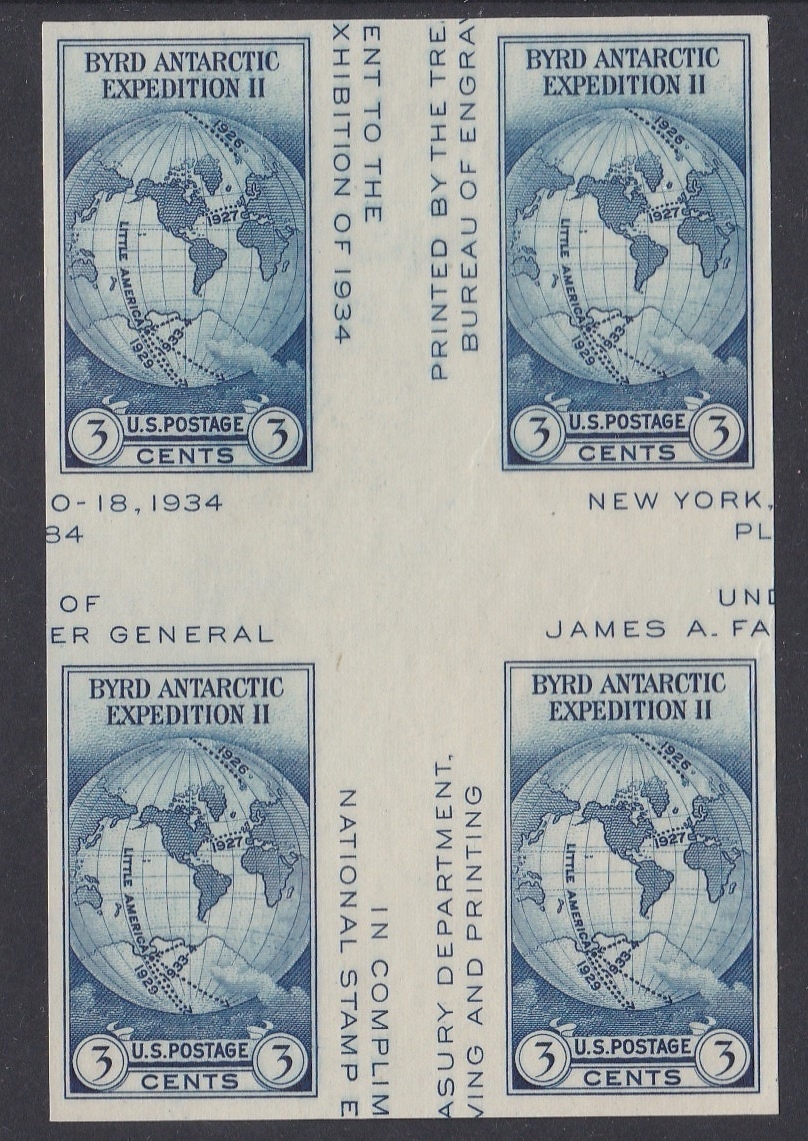 BYRD ANTARCTIC
EXPEDITION II
1926
1927
LITTLE AMERICA
1933
1929
3 U.S. POSTAGE 3
CENTS
ENT TO THE
XHIBITION OF 1934
PRINTED BY THE TRE
BUREAU OF ENGRAV
BYRD ANTARCTIC
EXPEDITION II
1926
1927
LITTLE AMERICA
1933
1929
3 U.S. POSTAGE 3
CENTS
0-18, 1934
84
NEW YORK,
PL
OF
ER GENERAL
UND
JAMES A. FA
BYRD ANTARCTIC
EXPEDITION II
1926
1927
LITTLE AMERICA
1933
1929
3 U.S. POSTAGE 3
CENTS
NATIONAL STAMP E
IN COMPLIM
ASURY DEPARTMENT,
VING AND PRINTING
BYRD ANTARCTIC
EXPEDITION II
1926
1927
LITTLE AMERICA
1933
1929
3 U.S. POSTAGE 3
CENTS